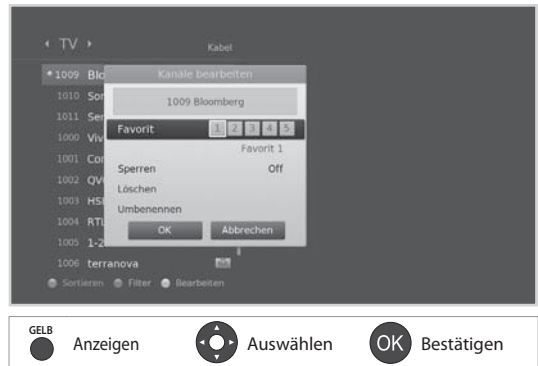 TV
Kabel
1009 Blo
Kanäle bearbeiten
1010 Son
1009 Bloomberg
1011 Ser
Favorit 1 2 3 4 5
1000 Viv
Favorit 1
1001 Cor
Sperren Off
1002 QV
Löschen
1003 HSI
Umbenennen
1004 RTL
OK Abbrechen
1005 1-2
1006 terranova
Sortieren Filter Bearbeiten
GELB
Anzeigen Auswählen OK Bestätigen